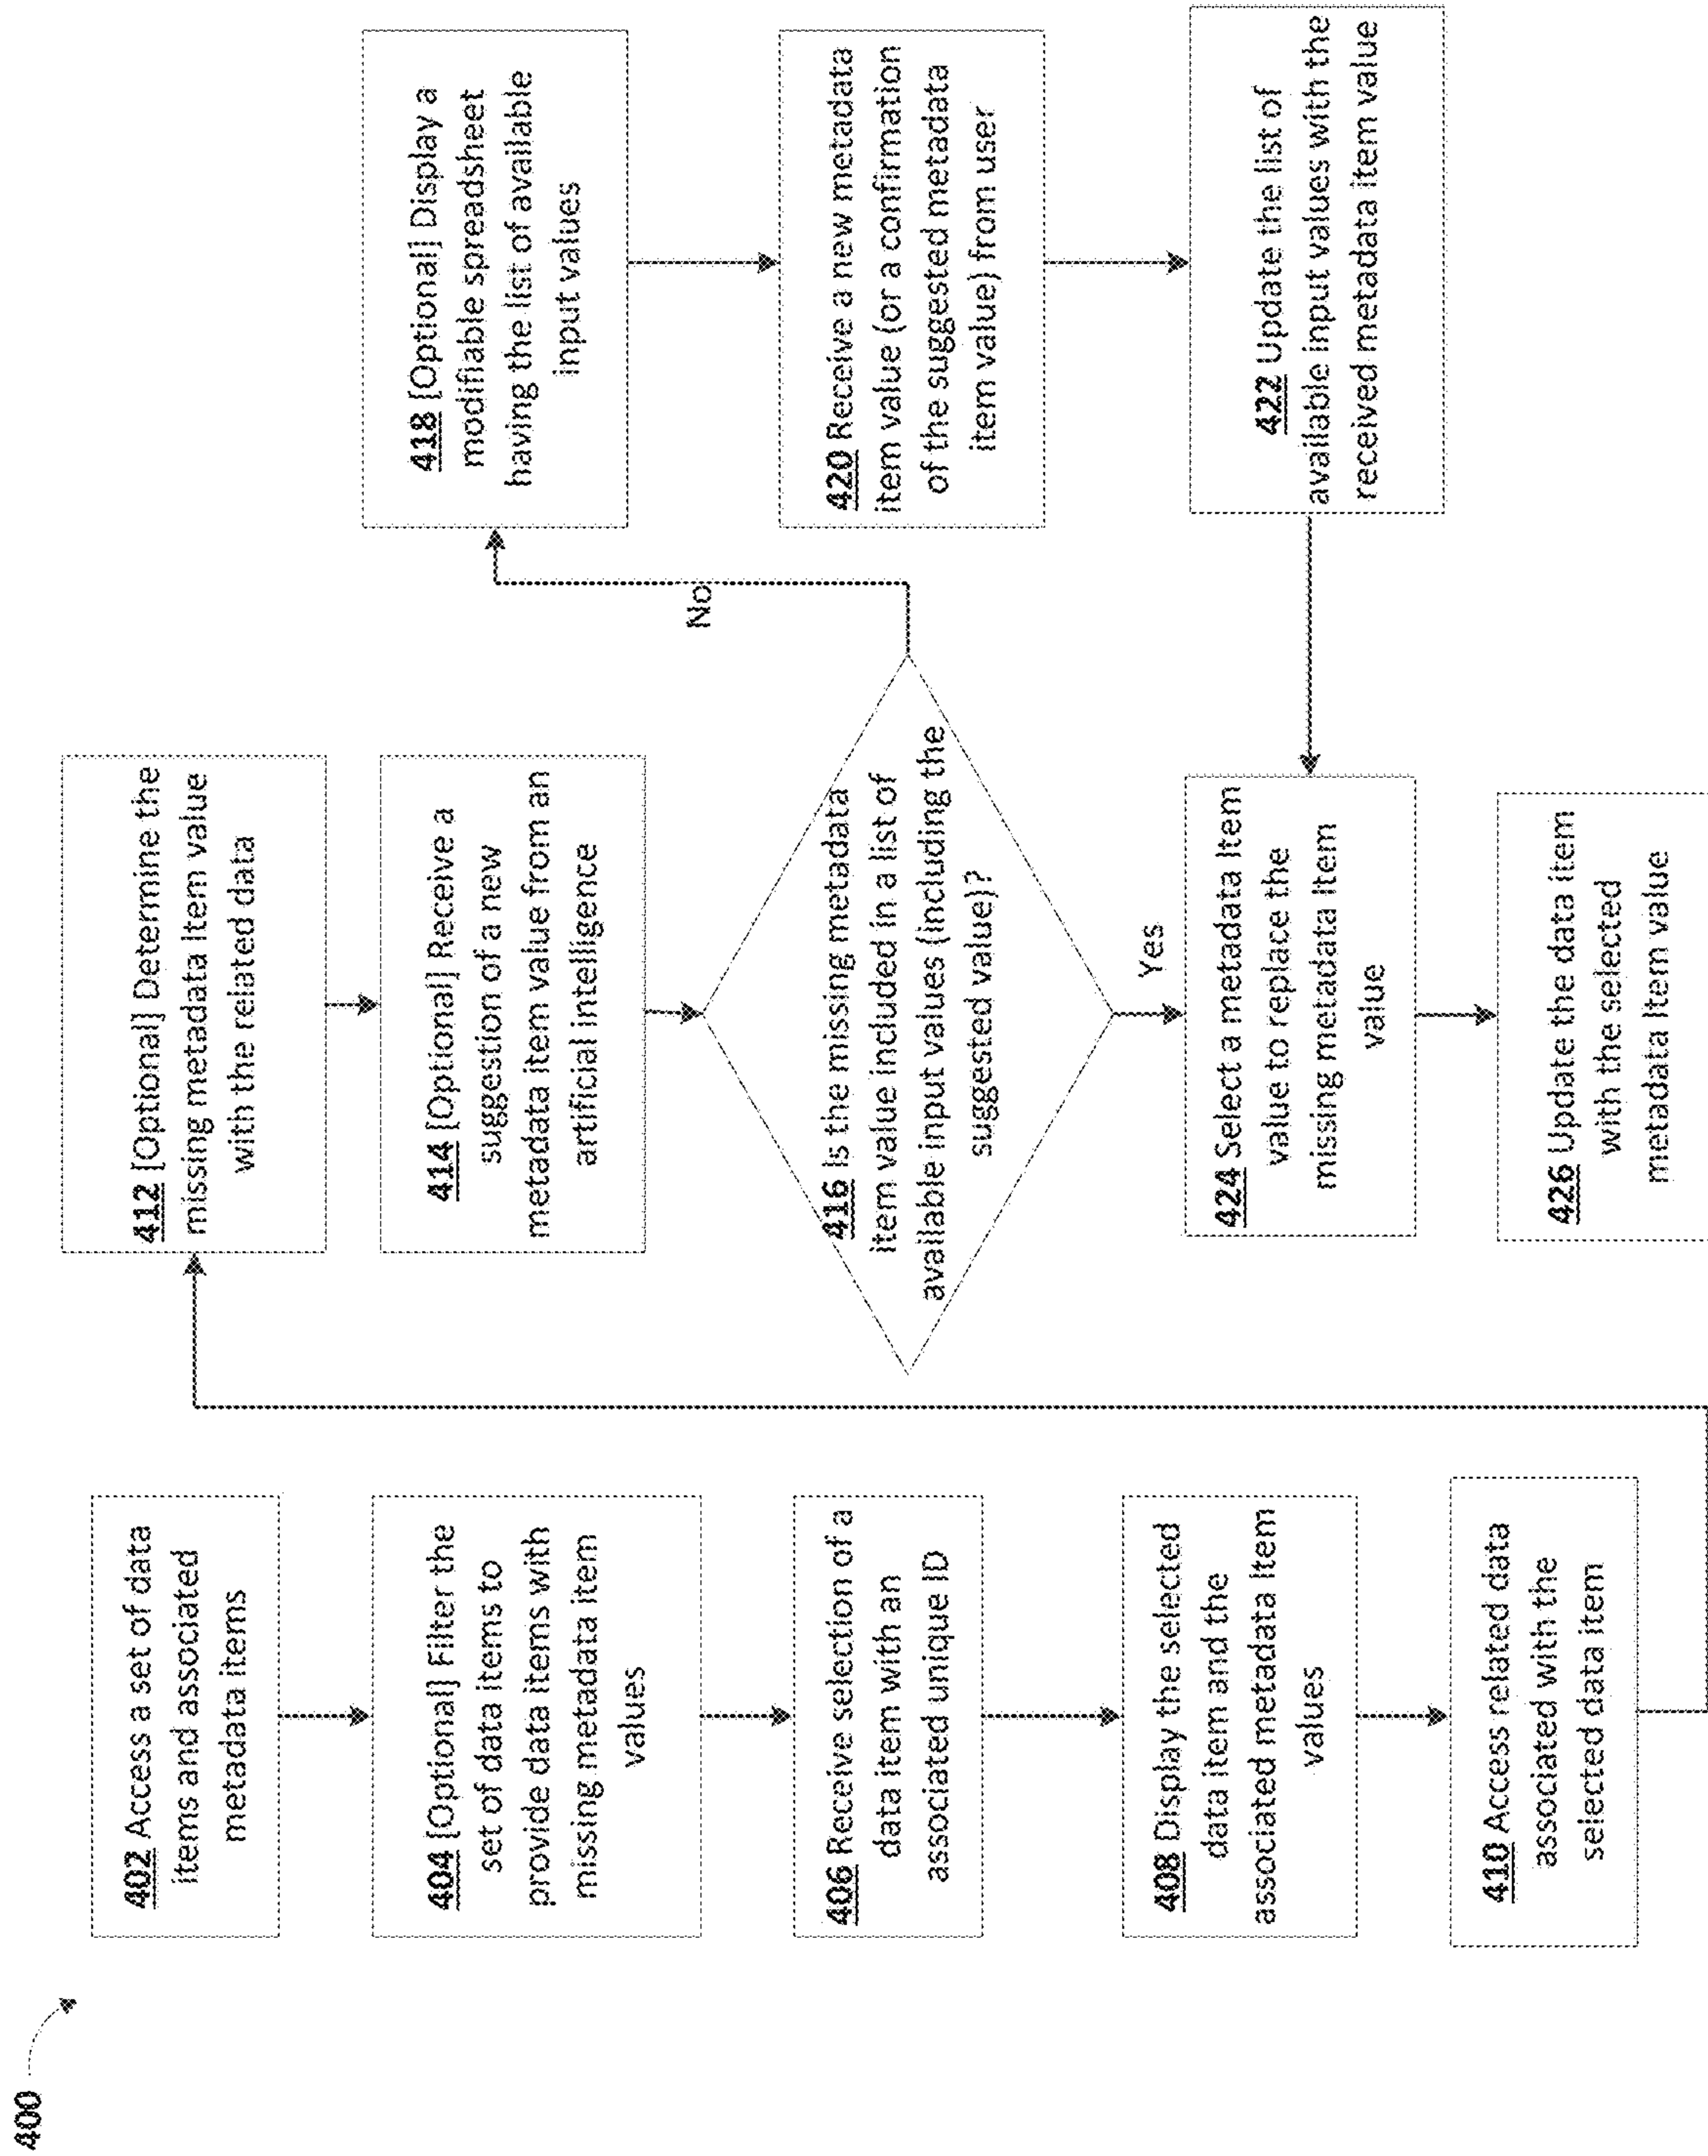 400
402 Access a set of data
items and associated
metadata items
404 [Optional] Filter the
set of data items to
provide data items with
missing metadata item
values
406 Receive selection of a
data item with an
associated unique ID
408 Display the selected
data item and the
associated metadata item
values
410 Access related data
associated with the
selected data item
412 [Optional] Determine the
missing metadata item value
with the related data
414 [Optional] Receive a
suggestion of a new
metadata item value from an
artificial intelligence
416 Is the missing metadata
item value included in a list of
available input values (including the
suggested value)?
No
Yes
418 [Optional] Display a
modifiable spreadsheet
having the list of available
input values
420 Receive a new metadata
item value (or a confirmation
of the suggested metadata
item value) from user
422 Update the list of
available input values with the
received metadata item value
424 Select a metadata item
value to replace the
missing metadata item
value
426 Update the data item
with the selected
metadata item value